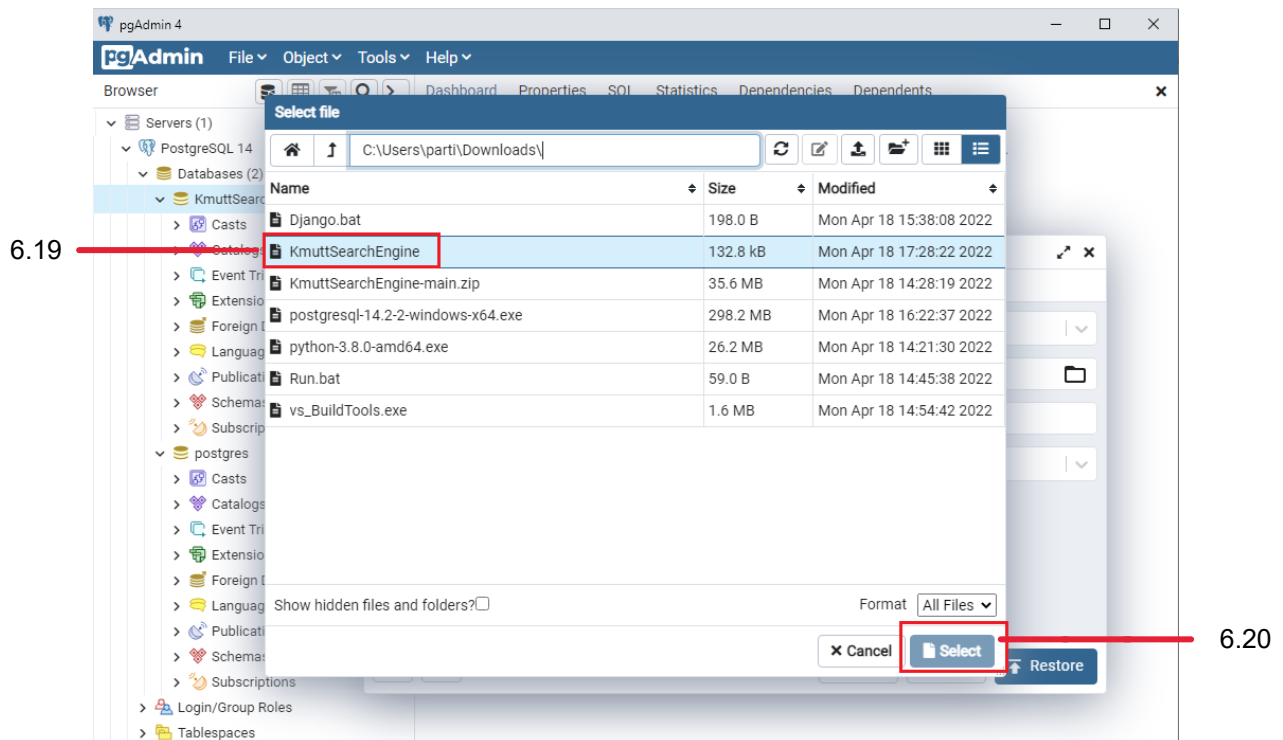 pgAdmin 4
pgAdmin File Object Tools Help
Browser Dashboard Properties SQL Statistics Dependencies Dependents
Select file
Servers (1)
PostgreSQL 14 C:\Users\parti\Downloads\
Databases (2) Name Size Modified
KmuttSearc
Casts Django.bat 198.0 B Mon Apr 18 15:38:08 2022
6.19 Catalogs KmuttSearchEngine 132.8 kB Mon Apr 18 17:28:22 2022
Event Tri KmuttSearchEngine-main.zip 35.6 MB Mon Apr 18 14:28:19 2022
Extensio postgresql-14.2-2-windows-x64.exe 298.2 MB Mon Apr 18 16:22:37 2022
Foreign
Languag python-3.8.0-amd64.exe 26.2 MB Mon Apr 18 14:21:30 2022
Publicati Run.bat 59.0 B Mon Apr 18 14:45:38 2022
Schemas vs_BuildTools.exe 1.6 MB Mon Apr 18 14:54:42 2022
Subscrip
postgres
Casts
Catalogs
Event Tri
Extensio
Foreign
Languag Show hidden files and folders? Format All Files
Publicati
Schemas Cancel Select 6.20
Restore
Subscriptions
Login/Group Roles
Tablespaces